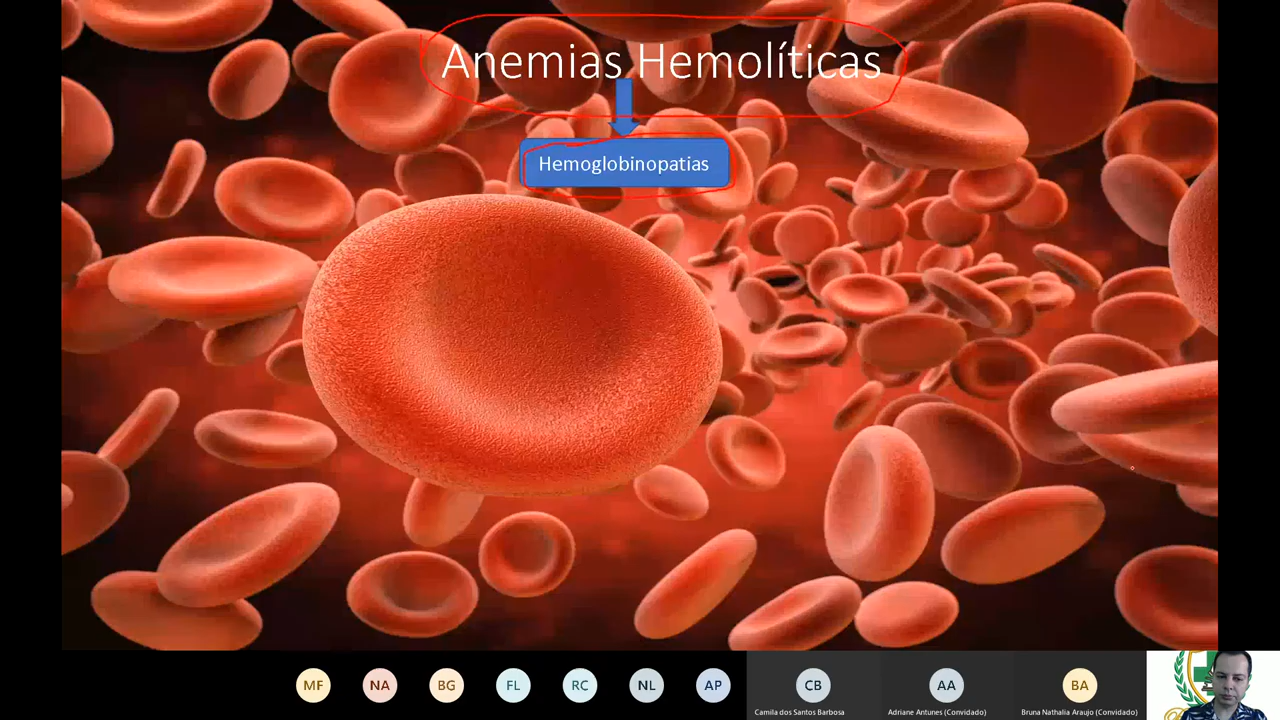 Anemias Hemolíticas
Hemoglobinopatias
MF
NA
BG
FL
RC
NL
AP
CB
AA
BA
Camila dos Santos Barbosa
Adriane Antunes (Convidado)
Bruna Nathalia Araujo (Convidado)